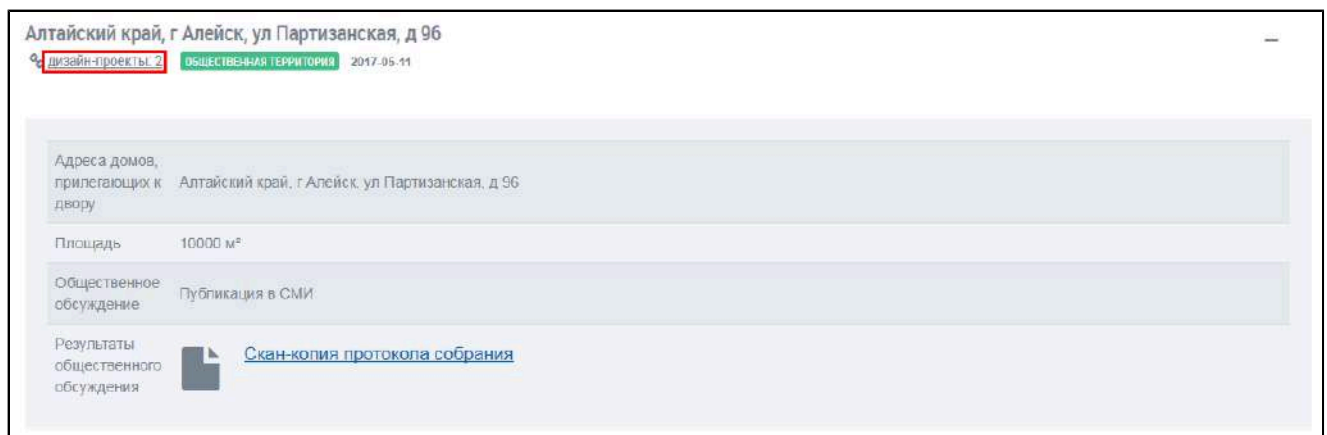 Алтайский край, г Алейск, ул Партизанская, д 96
дизайн-проекты: 2 ОБЩЕСТВЕННАЯ ТЕРРИТОРИЯ 2017-05-11
Адреса домов,
прилегающих к Алтайский край, г Алейск, ул Партизанская, д 96
двору
Площадь 10000 м²
Общественное
обсуждение Публикация в СМИ
Результаты
общественного Скан-копия протокола собрания
обсуждения